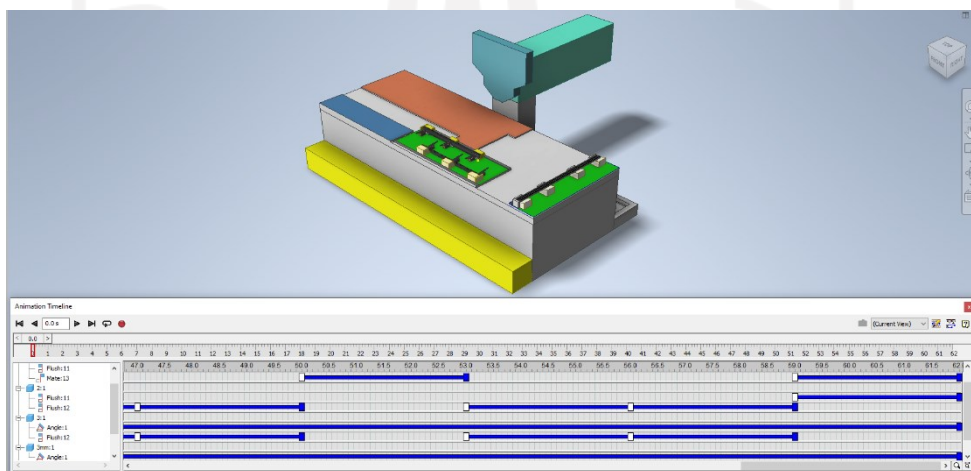 Animation Timeline
0.0 s
(Current View)
< 0.0 >
0 1 2 3 4 5 6 7 8 9 10 11 12 13 14 15 16 17 18 19 20 21 22 23 24 25 26 27 28 29 30 31 32 33 34 35 36 37 38 39 40 41 42 43 44 45 46 47 48 49 50 51 52 53 54 55 56 57 58 59 60 61 62
47.0 47.5 48.0 48.5 49.0 49.5 50.0 50.5 51.0 51.5 52.0 52.5 53.0 53.5 54.0 54.5 55.0 55.5 56.0 56.5 57.0 57.5 58.0 58.5 59.0 59.5 60.0 60.5 61.0 61.5
Flush:11
Mate:13
2:1
Flush:11
Flush:12
3:1
Angle:1
Flush:12
3mm:1
Angle:1